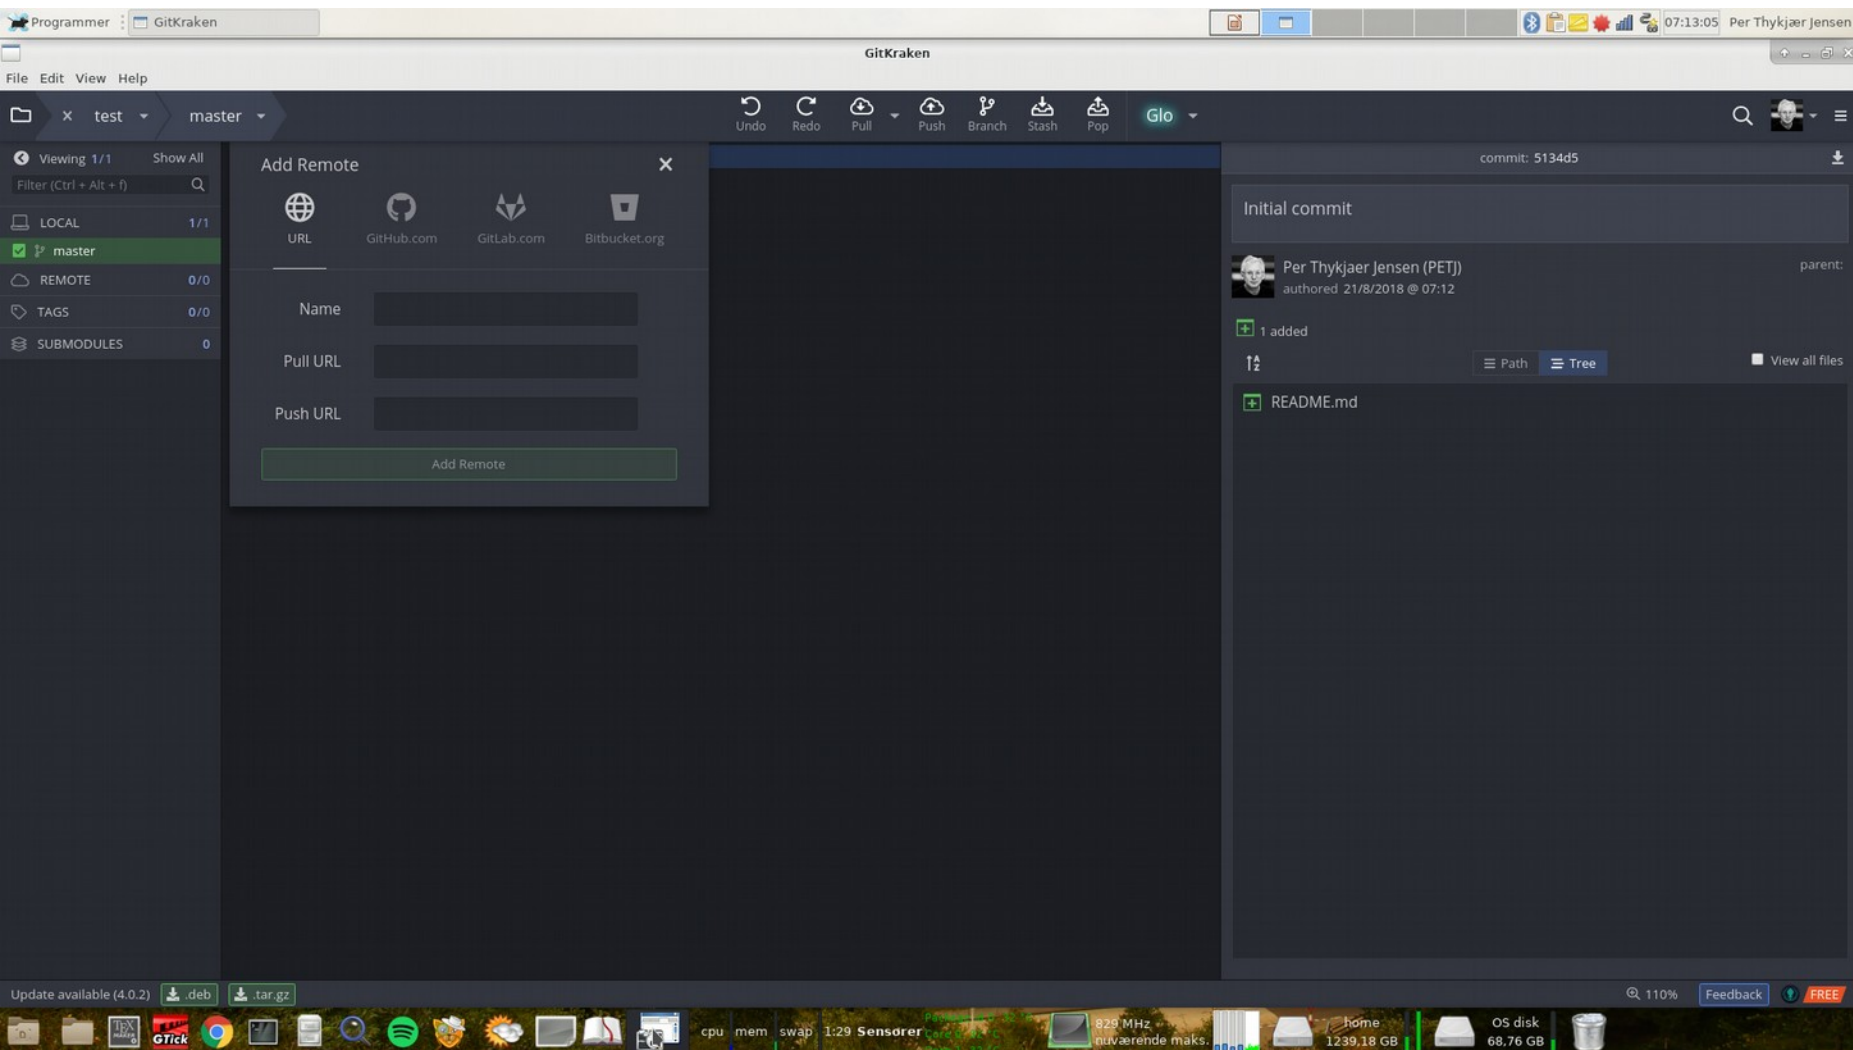 Programmer GitKraken 07:13:05 Per Thykjær Jensen
GitKraken
File Edit View Help
test master Undo Redo Pull Push Branch Stash Pop Glo
Viewing 1/1 Show All
Filter (Ctrl + Alt + f)
LOCAL 1/1
master
REMOTE 0/0
TAGS 0/0
SUBMODULES 0
Add Remote
URL GitHub.com GitLab.com Bitbucket.org
Name
Pull URL
Push URL
Add Remote
commit: 5134d5
Initial commit
Per Thykjaer Jensen (PETJ) parent:
authored 21/8/2018 @ 07:12
1 added
Path Tree View all files
README.md
Update available (4.0.2) .deb .tar.gz 110% Feedback FREE
GTick cpu mem swap 1:29 Sensorer
829 MHz
nuværende maks.
home
1239,18 GB
OS disk
68,76 GB